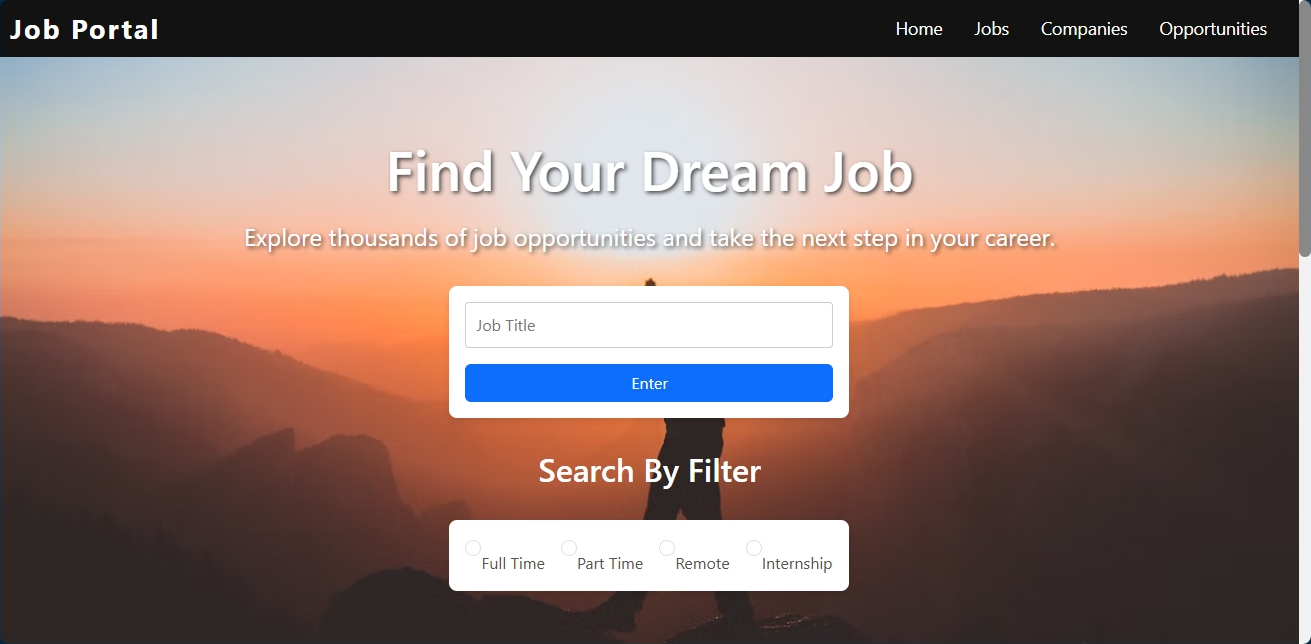 Job Portal
Home Jobs Companies Opportunities
Find Your Dream Job
Explore thousands of job opportunities and take the next step in your career.
Job Title
Enter
Search By Filter
Full Time Part Time Remote Internship